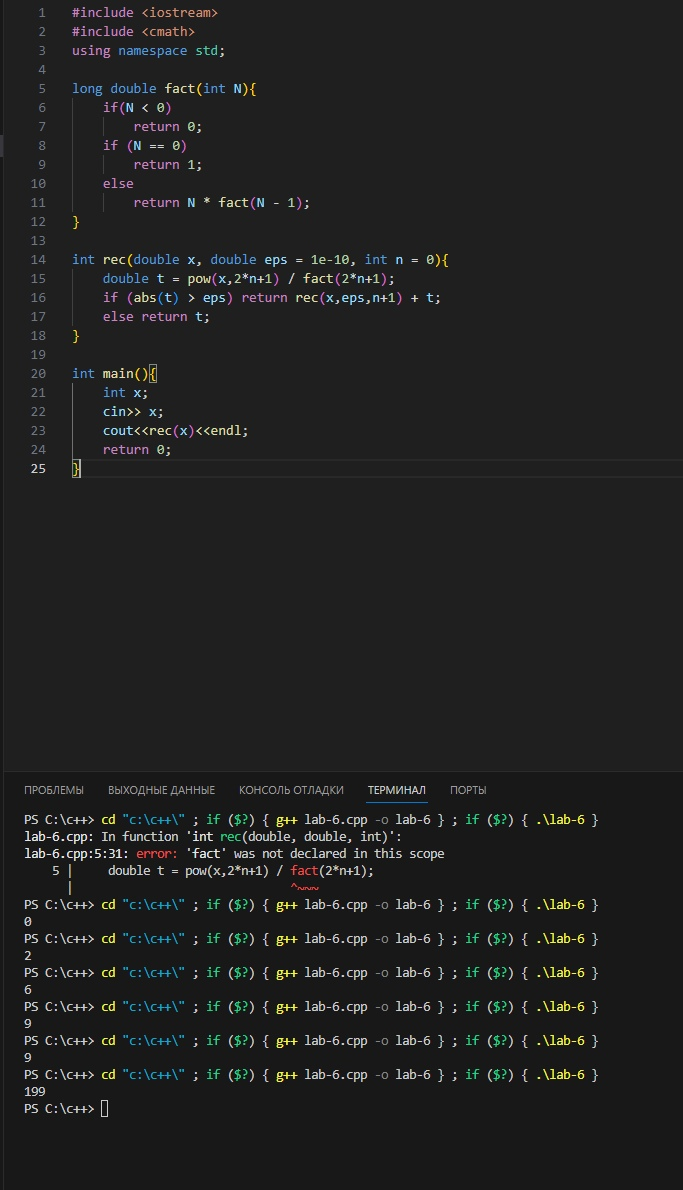 1 #include <iostream>
2 #include <cmath>
3 using namespace std;
4
5 long double fact(int N){
6     if(N < 0)
7         return 0;
8     if (N == 0)
9         return 1;
10     else
11         return N * fact(N - 1);
12 }
13
14 int rec(double x, double eps = 1e-10, int n = 0){
15     double t = pow(x,2*n+1) / fact(2*n+1);
16     if (abs(t) > eps) return rec(x,eps,n+1) + t;
17     else return t;
18 }
19
20 int main(){
21     int x;
22     cin>> x;
23     cout<<rec(x)<<endl;
24     return 0;
25 }
ПРОБЛЕМЫ ВЫХОДНЫЕ ДАННЫЕ КОНСОЛЬ ОТЛАДКИ ТЕРМИНАЛ ПОРТЫ
PS C:\c++> cd "c:\c++\" ; if ($?) { g++ lab-6.cpp -o lab-6 } ; if ($?) { .\lab-6 }
lab-6.cpp: In function 'int rec(double, double, int)':
lab-6.cpp:5:31: error: 'fact' was not declared in this scope
    5 |     double t = pow(x,2*n+1) / fact(2*n+1);
      |                               ^~~~
PS C:\c++> cd "c:\c++\" ; if ($?) { g++ lab-6.cpp -o lab-6 } ; if ($?) { .\lab-6 }
0
PS C:\c++> cd "c:\c++\" ; if ($?) { g++ lab-6.cpp -o lab-6 } ; if ($?) { .\lab-6 }
2
PS C:\c++> cd "c:\c++\" ; if ($?) { g++ lab-6.cpp -o lab-6 } ; if ($?) { .\lab-6 }
6
PS C:\c++> cd "c:\c++\" ; if ($?) { g++ lab-6.cpp -o lab-6 } ; if ($?) { .\lab-6 }
9
PS C:\c++> cd "c:\c++\" ; if ($?) { g++ lab-6.cpp -o lab-6 } ; if ($?) { .\lab-6 }
9
PS C:\c++> cd "c:\c++\" ; if ($?) { g++ lab-6.cpp -o lab-6 } ; if ($?) { .\lab-6 }
199
PS C:\c++>